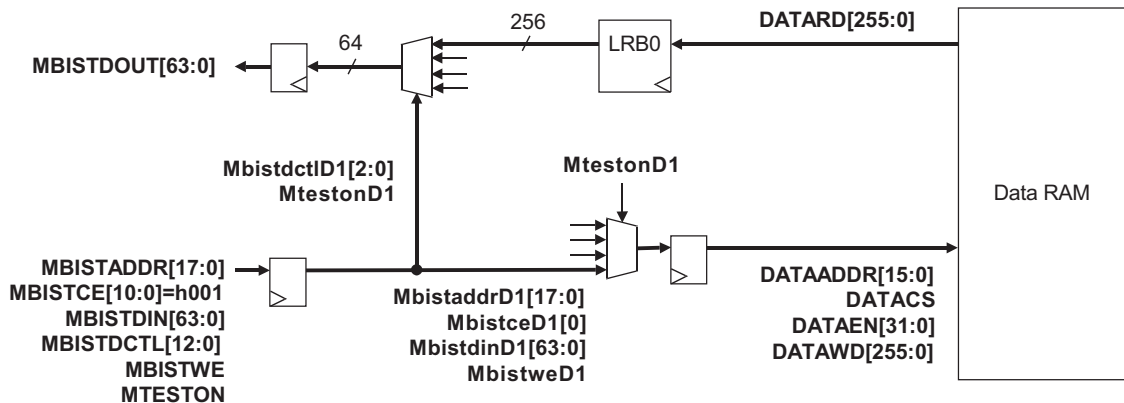 256
DATARD[255:0]
64
LRB0
MBISTDOUT[63:0]
MbistdctlD1[2:0]
MtestonD1
MtestonD1
Data RAM
MBISTADDR[17:0]
MBISTCE[10:0]=h001
MBISTDIN[63:0]
MBISTDCTL[12:0]
MBISTWE
MTESTON
MbistaddrD1[17:0]
MbistceD1[0]
MbistdinD1[63:0]
MbistweD1
DATAADDR[15:0]
DATACS
DATAEN[31:0]
DATAWD[255:0]